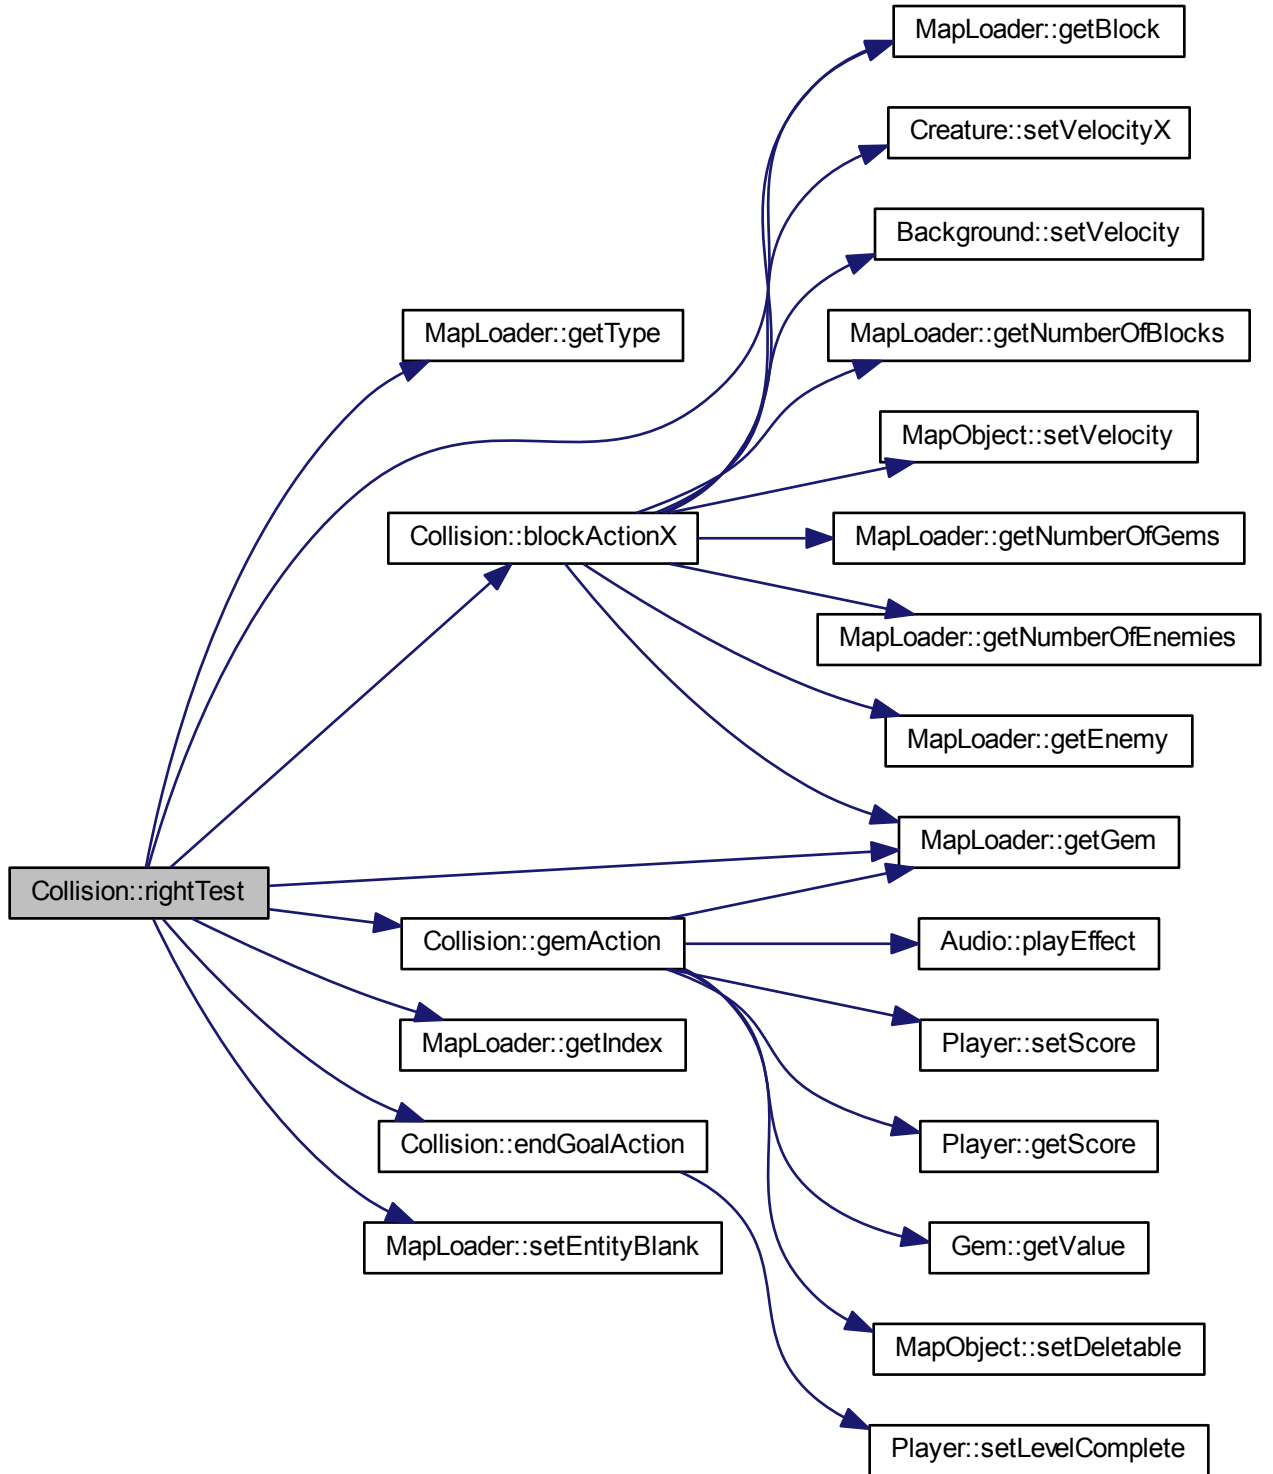 MapLoader::getBlock
Creature::setVelocityX
Background::setVelocity
MapLoader::getType
MapLoader::getNumberOfBlocks
MapObject::setVelocity
Collision::blockActionX
MapLoader::getNumberOfGems
MapLoader::getNumberOfEnemies
MapLoader::getEnemy
MapLoader::getGem
Collision::rightTest
Collision::gemAction
Audio::playEffect
MapLoader::getIndex
Player::setScore
Collision::endGoalAction
Player::getScore
MapLoader::setEntityBlank
Gem::getValue
MapObject::setDeletable
Player::setLevelComplete